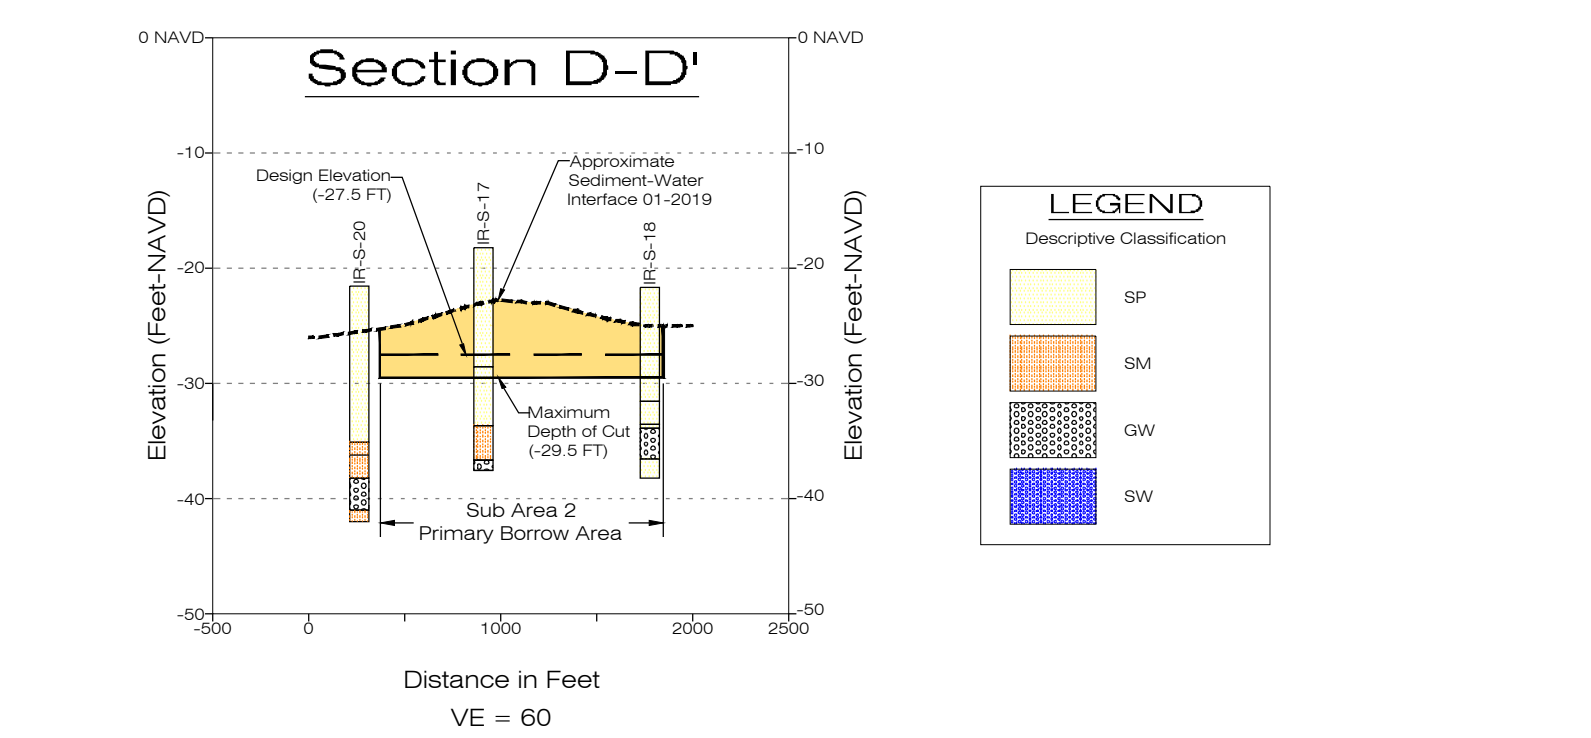 Section D-D'
0 NAVD
-10
-20
-30
-40
-50
0 NAVD
-10
-20
-30
-40
-50
Elevation (Feet-NAVD)
Elevation (Feet-NAVD)
Design Elevation
(-27.5 FT)
IR-S-20
IR-S-17
IR-S-18
Approximate
Sediment-Water
Interface 01-2019
Maximum
Depth of Cut
(-29.5 FT)
Sub Area 2
Primary Borrow Area
-500
0
1000
2000
2500
Distance in Feet
VE = 60
LEGEND
Descriptive Classification
SP
SM
GW
SW